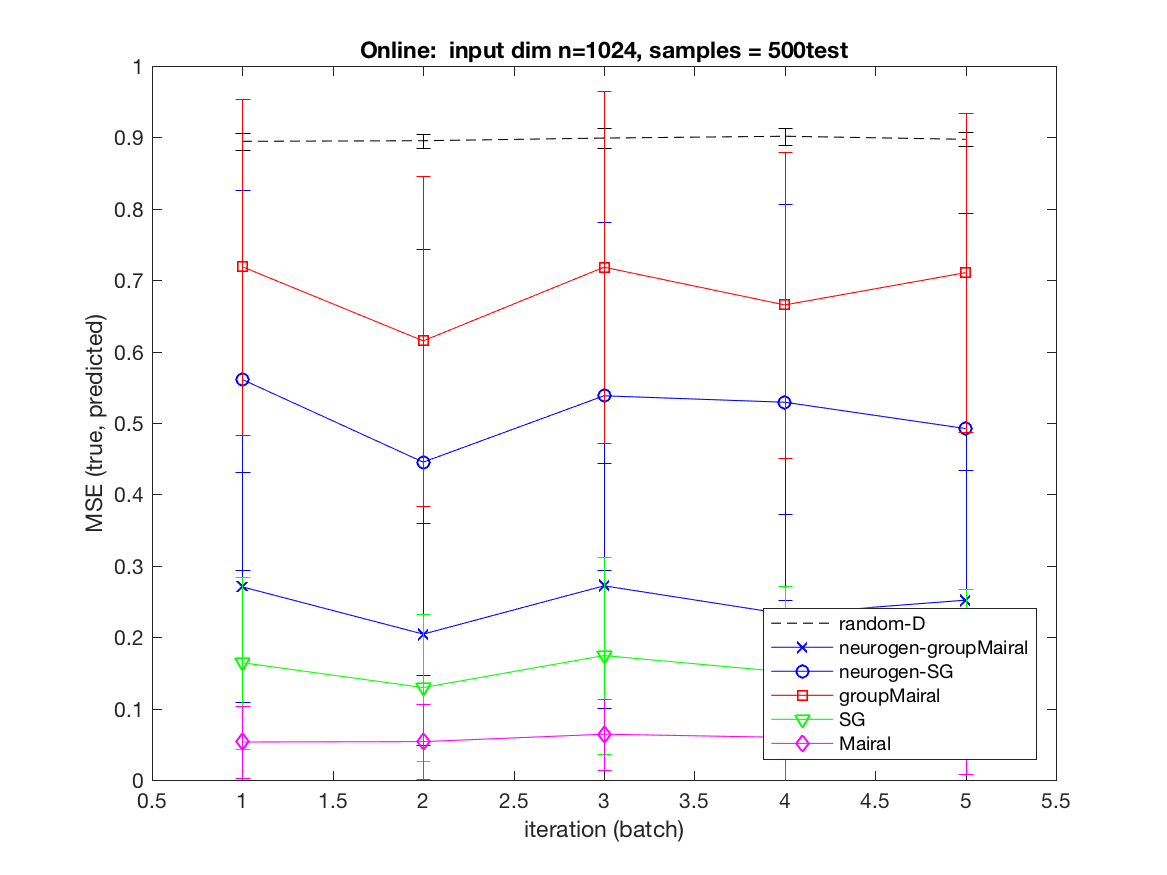 Online:  input dim n=1024, samples = 500test
MSE (true, predicted)
1
0.9
0.8
0.7
0.6
0.5
0.4
0.3
0.2
0.1
0
random-D
neurogen-groupMairal
neurogen-SG
groupMairal
SG
Mairal
0.5 1 1.5 2 2.5 3 3.5 4 4.5 5 5.5
iteration (batch)